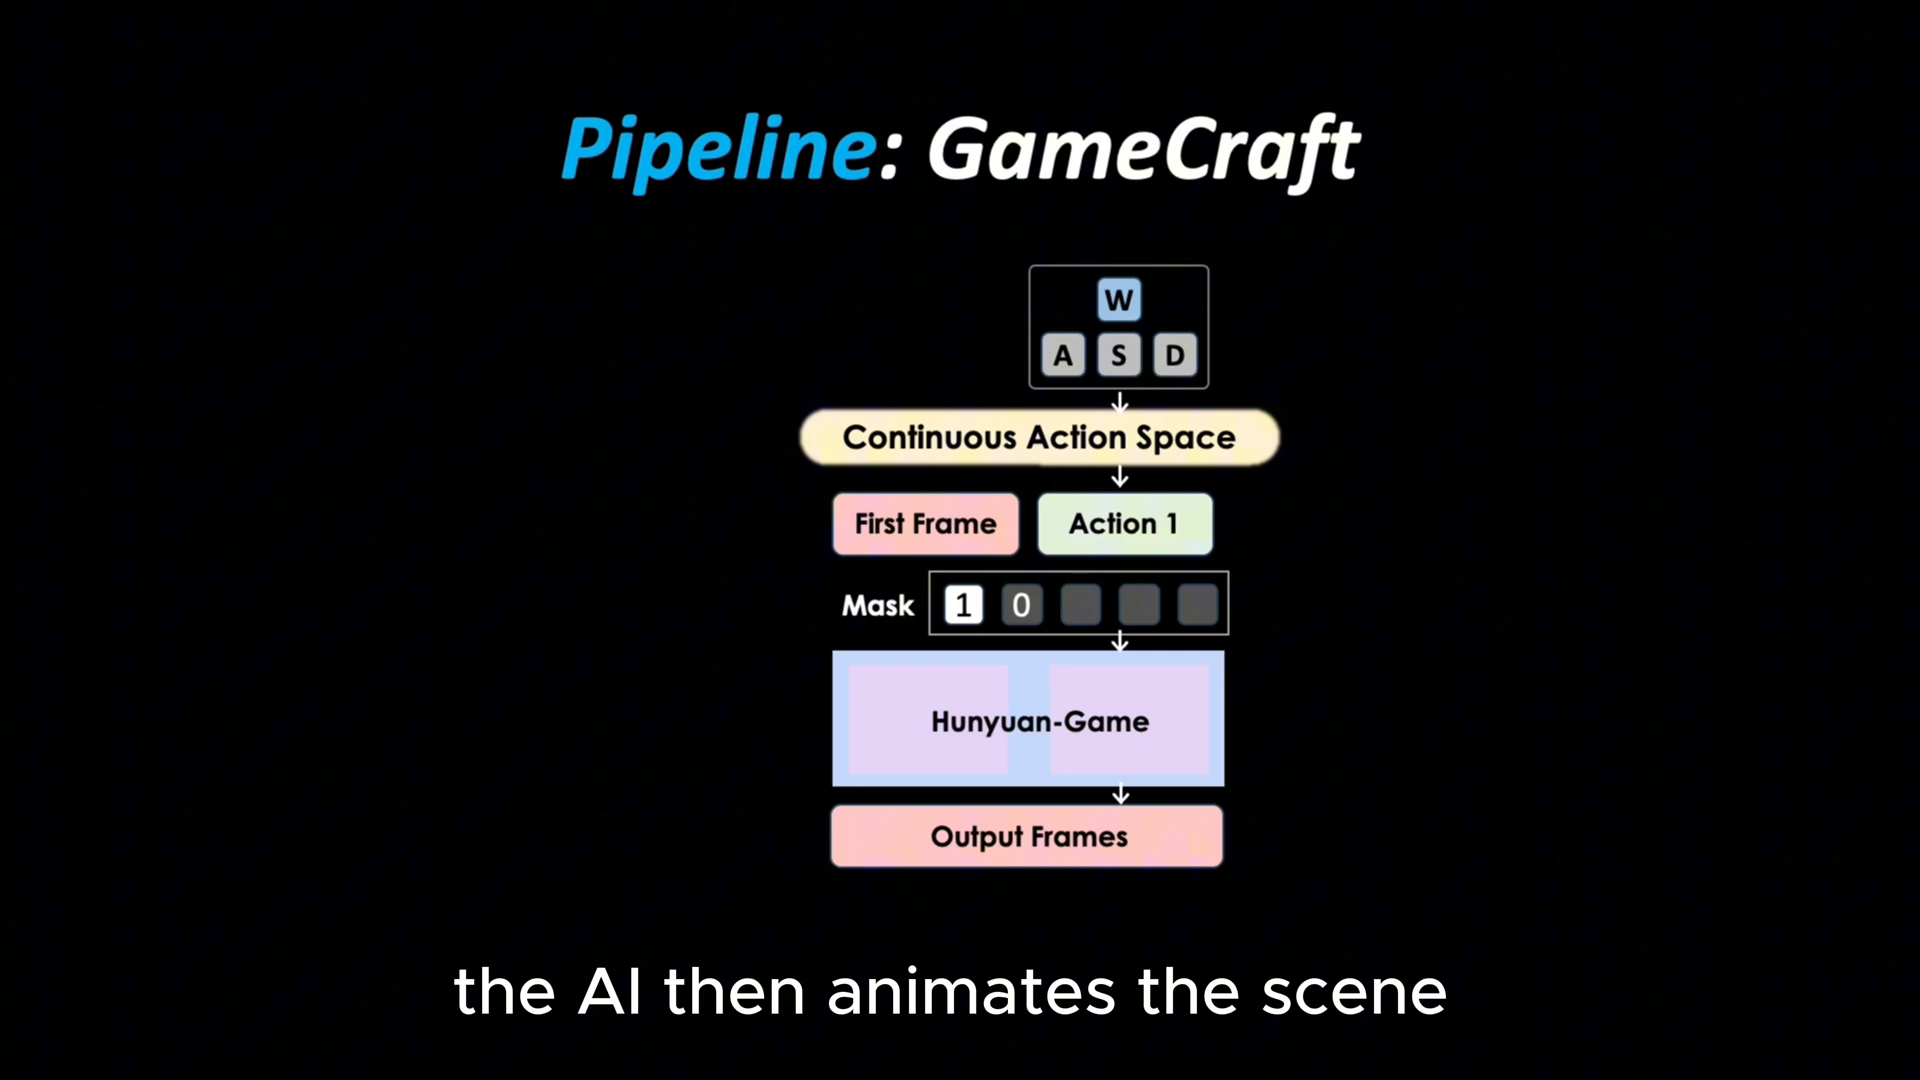 Pipeline: GameCraft
W
A S D
Continuous Action Space
First Frame Action 1
Mask 1 0
Hunyuan-Game
Output Frames
the AI then animates the scene